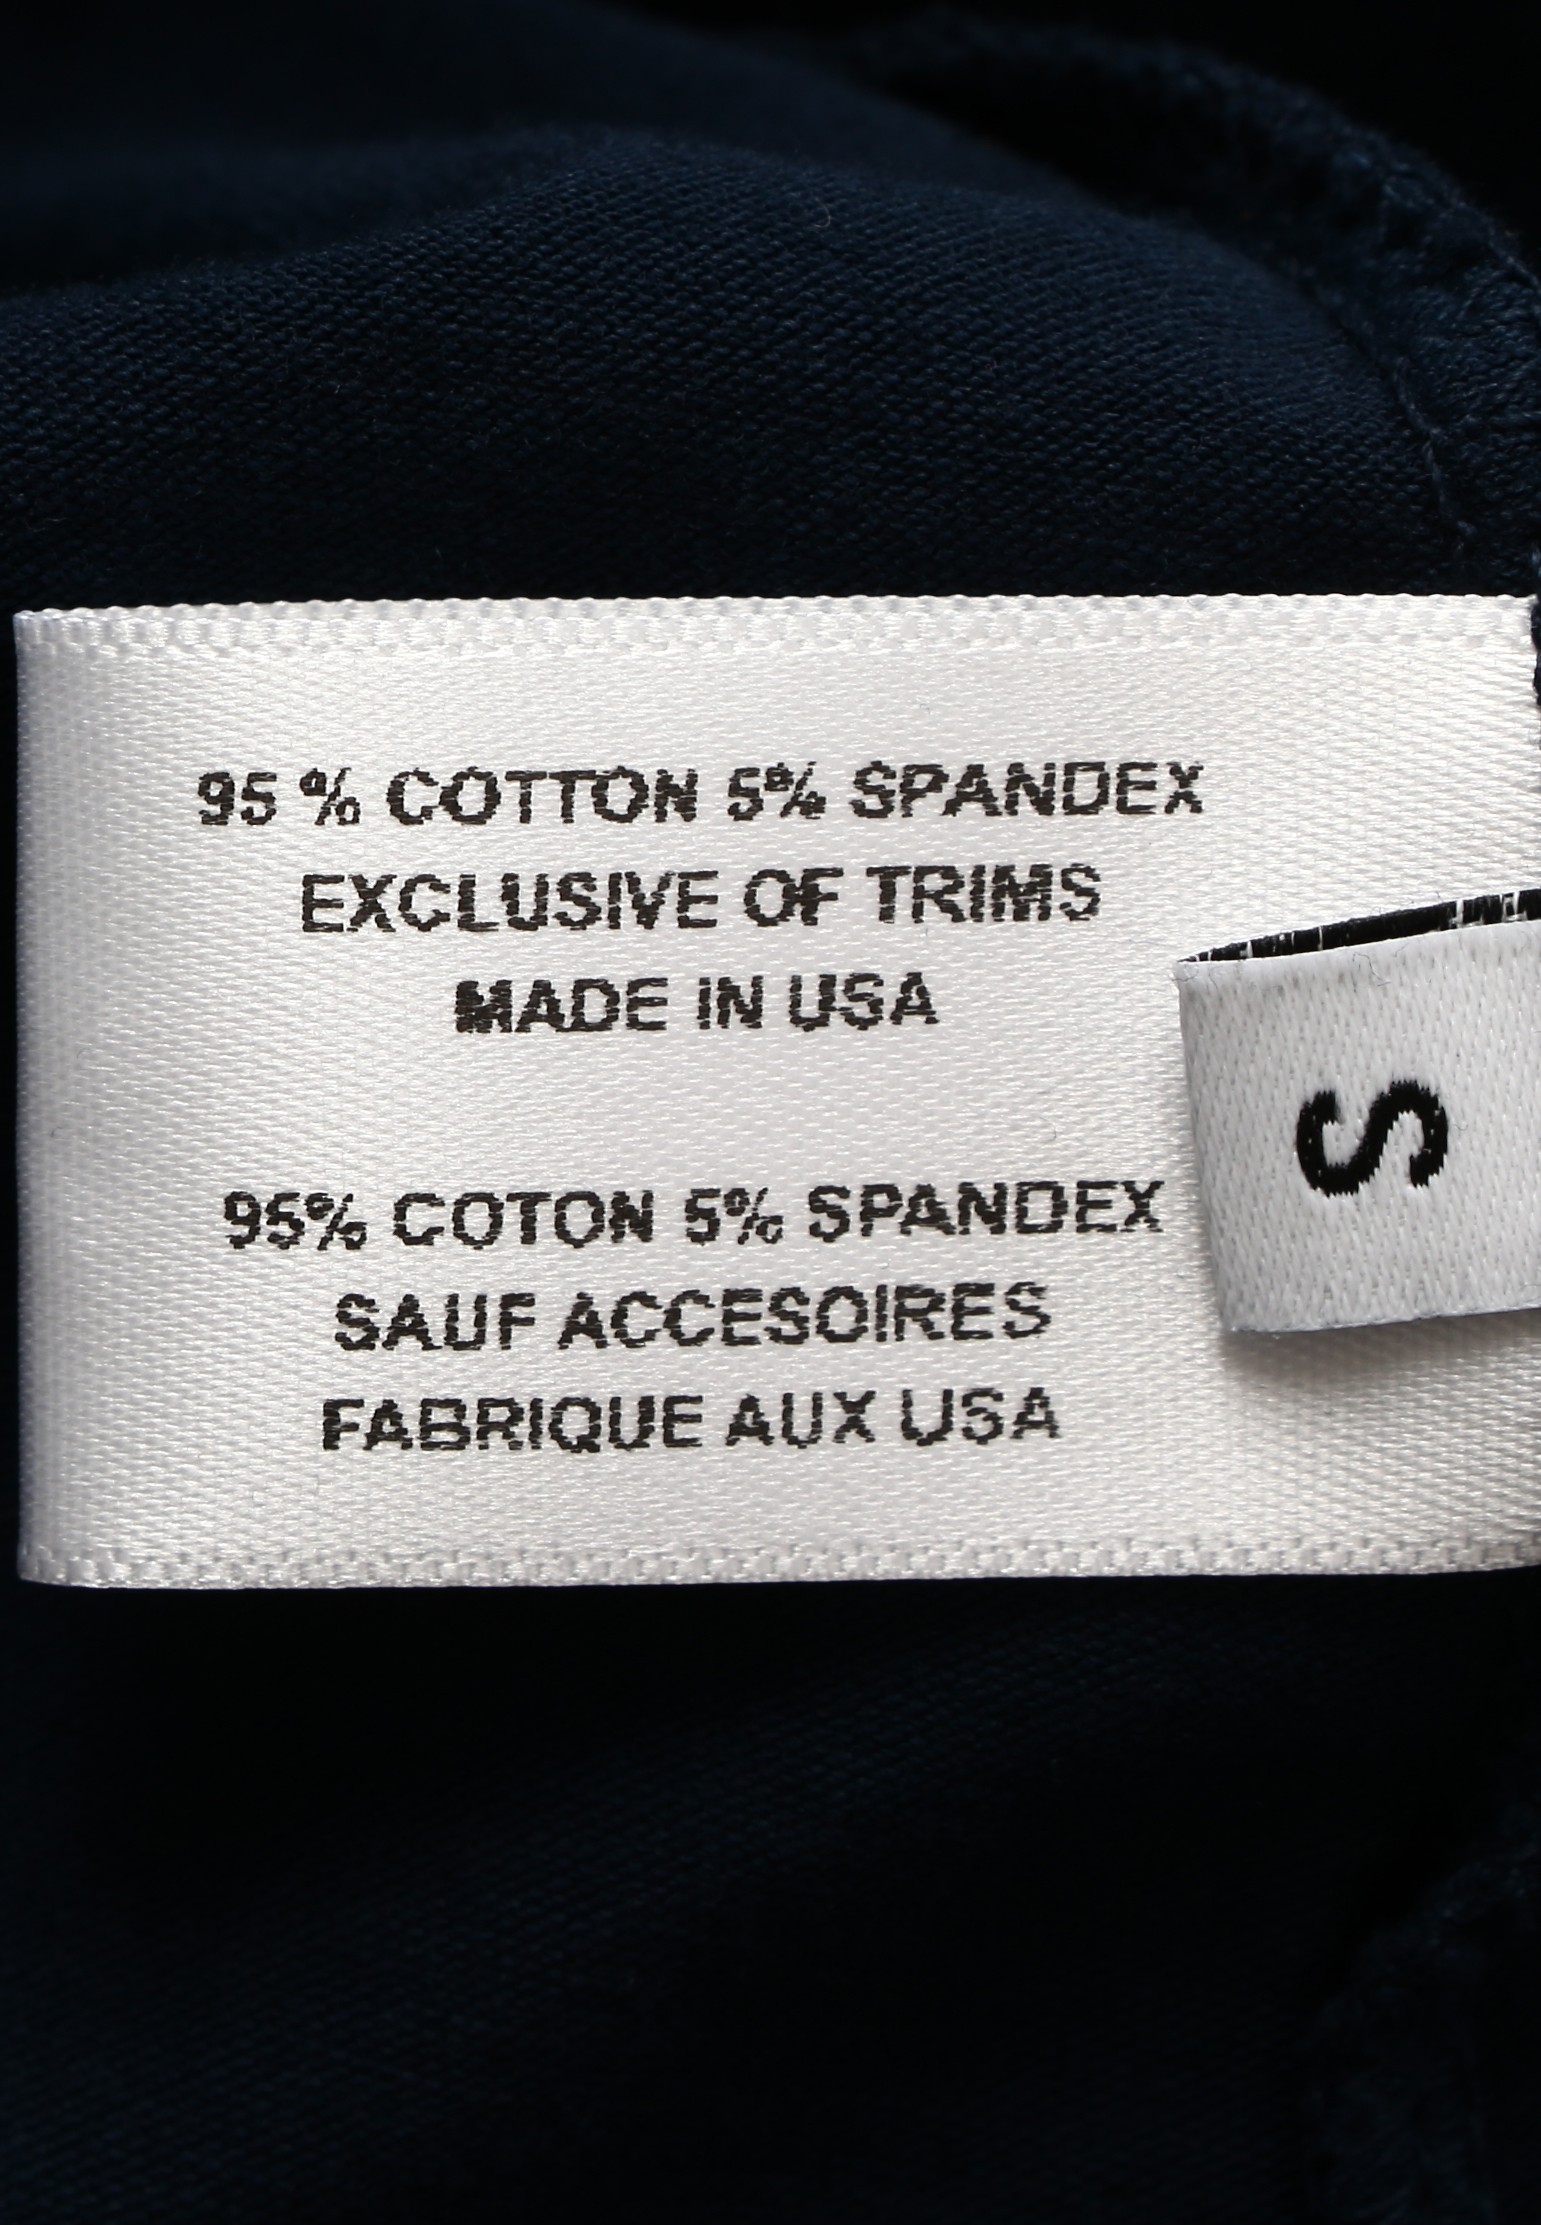 95 % COTTON 5% SPANDEX
EXCLUSIVE OF TRIMS
MADE IN USA
95% COTON 5% SPANDEX
SAUF ACCESOIRES
FABRIQUE AUX USA
S